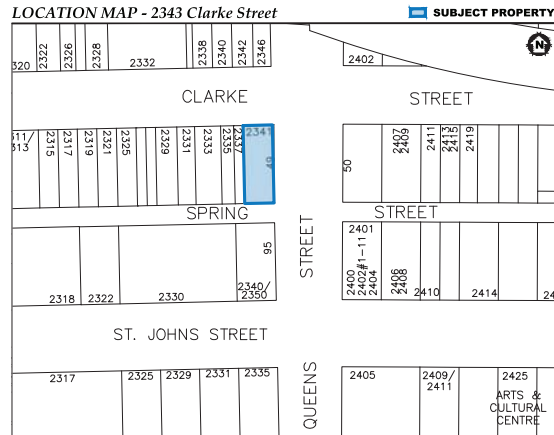 LOCATION MAP - 2343 Clarke Street
SUBJECT PROPERTY
N
320 2322 2326 2328 2332 2338 2340 2342 2346
2402
CLARKE STREET
311/
313
2315 2317 2319 2321 2325 2329 2331 2333 2335 2337 2341
49
50 2407 2409 2411 2413 2415 2419
SPRING STREET
STREET
95
2318 2322 2330
2340/
2350
2401
2400 2402#1-11 2404 2406 2408 2410 2414 24
ST. JOHNS STREET
QUEENS
2317 2325 2329 2331 2335
2405
2409/
2411
2425
ARTS &
CULTURAL
CENTRE